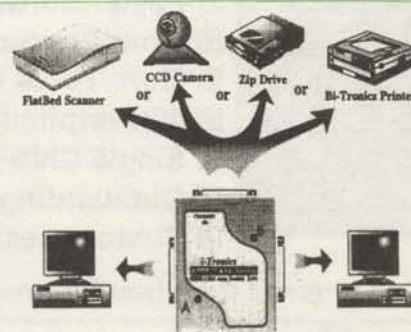 CCD Camera
Zip Drive
FlatBed Scanner
or
or
or
Bi-Tronics Printer
i-Tronics
A
B